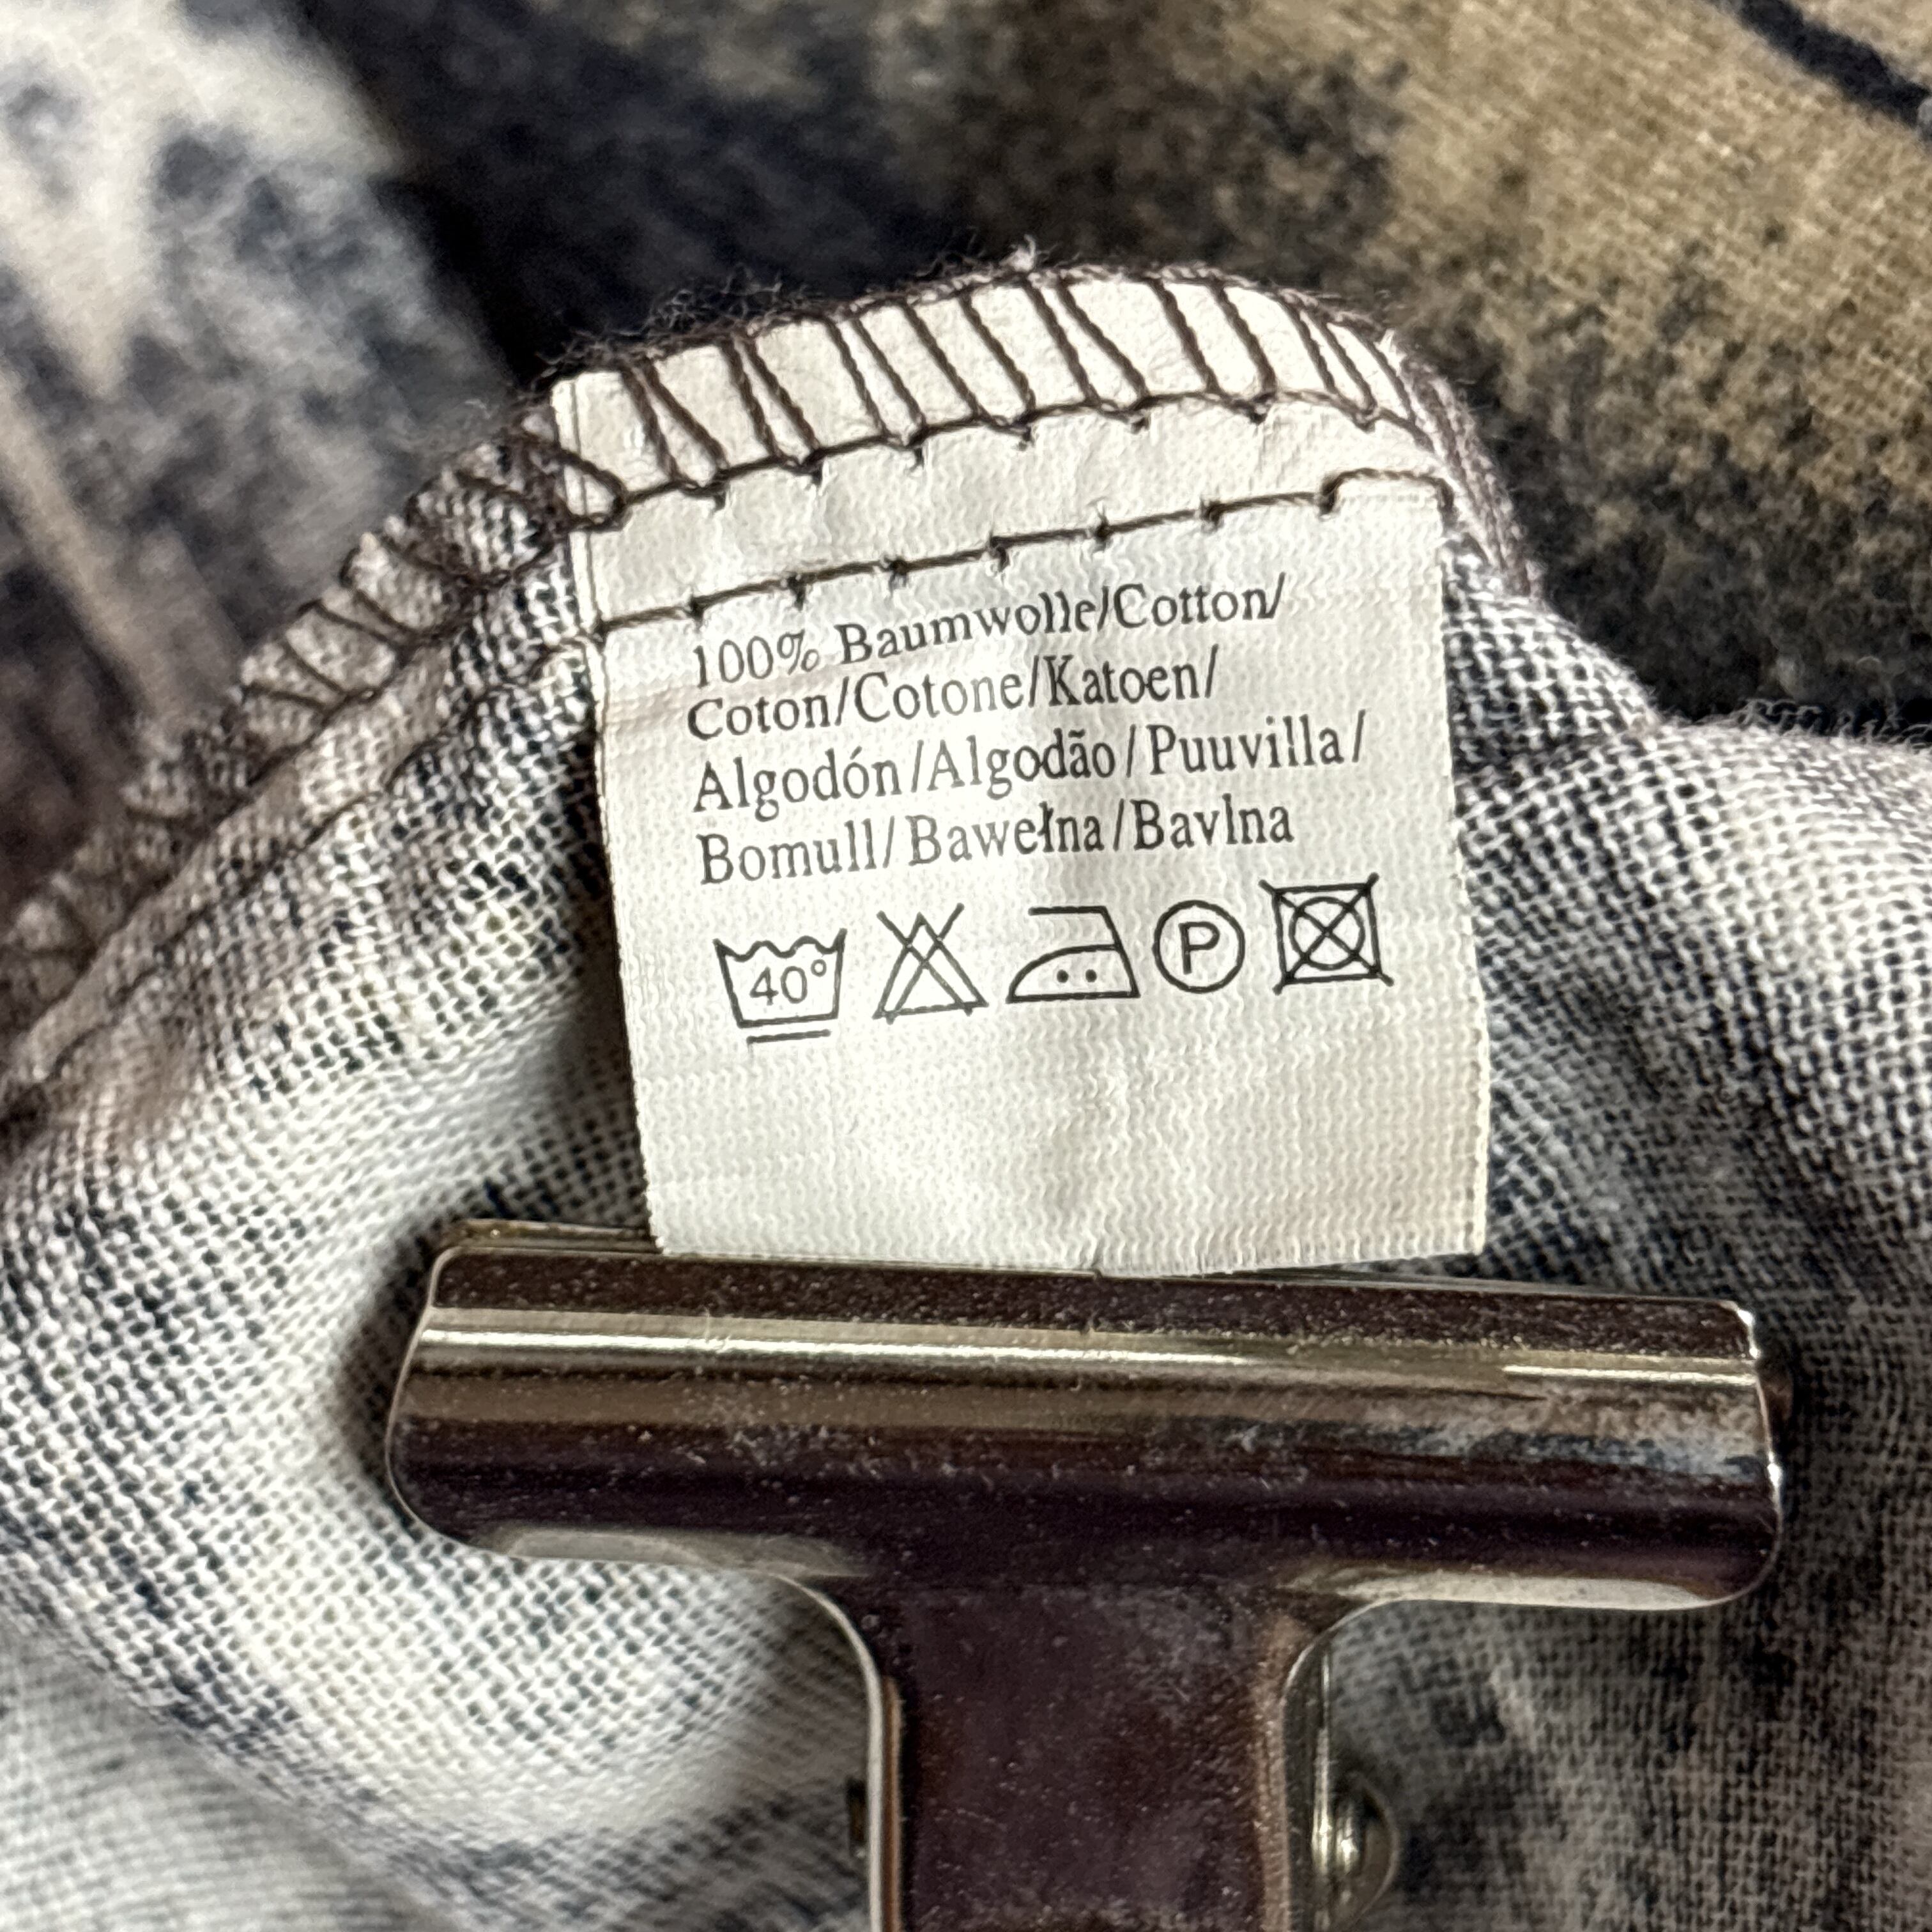 100% Baumwolle/Cotton/
Coton/Cotone/Katoen/
Algodón/Algodão/Puuvilla/
Bomull/Bawełna/Bavlna
40° P